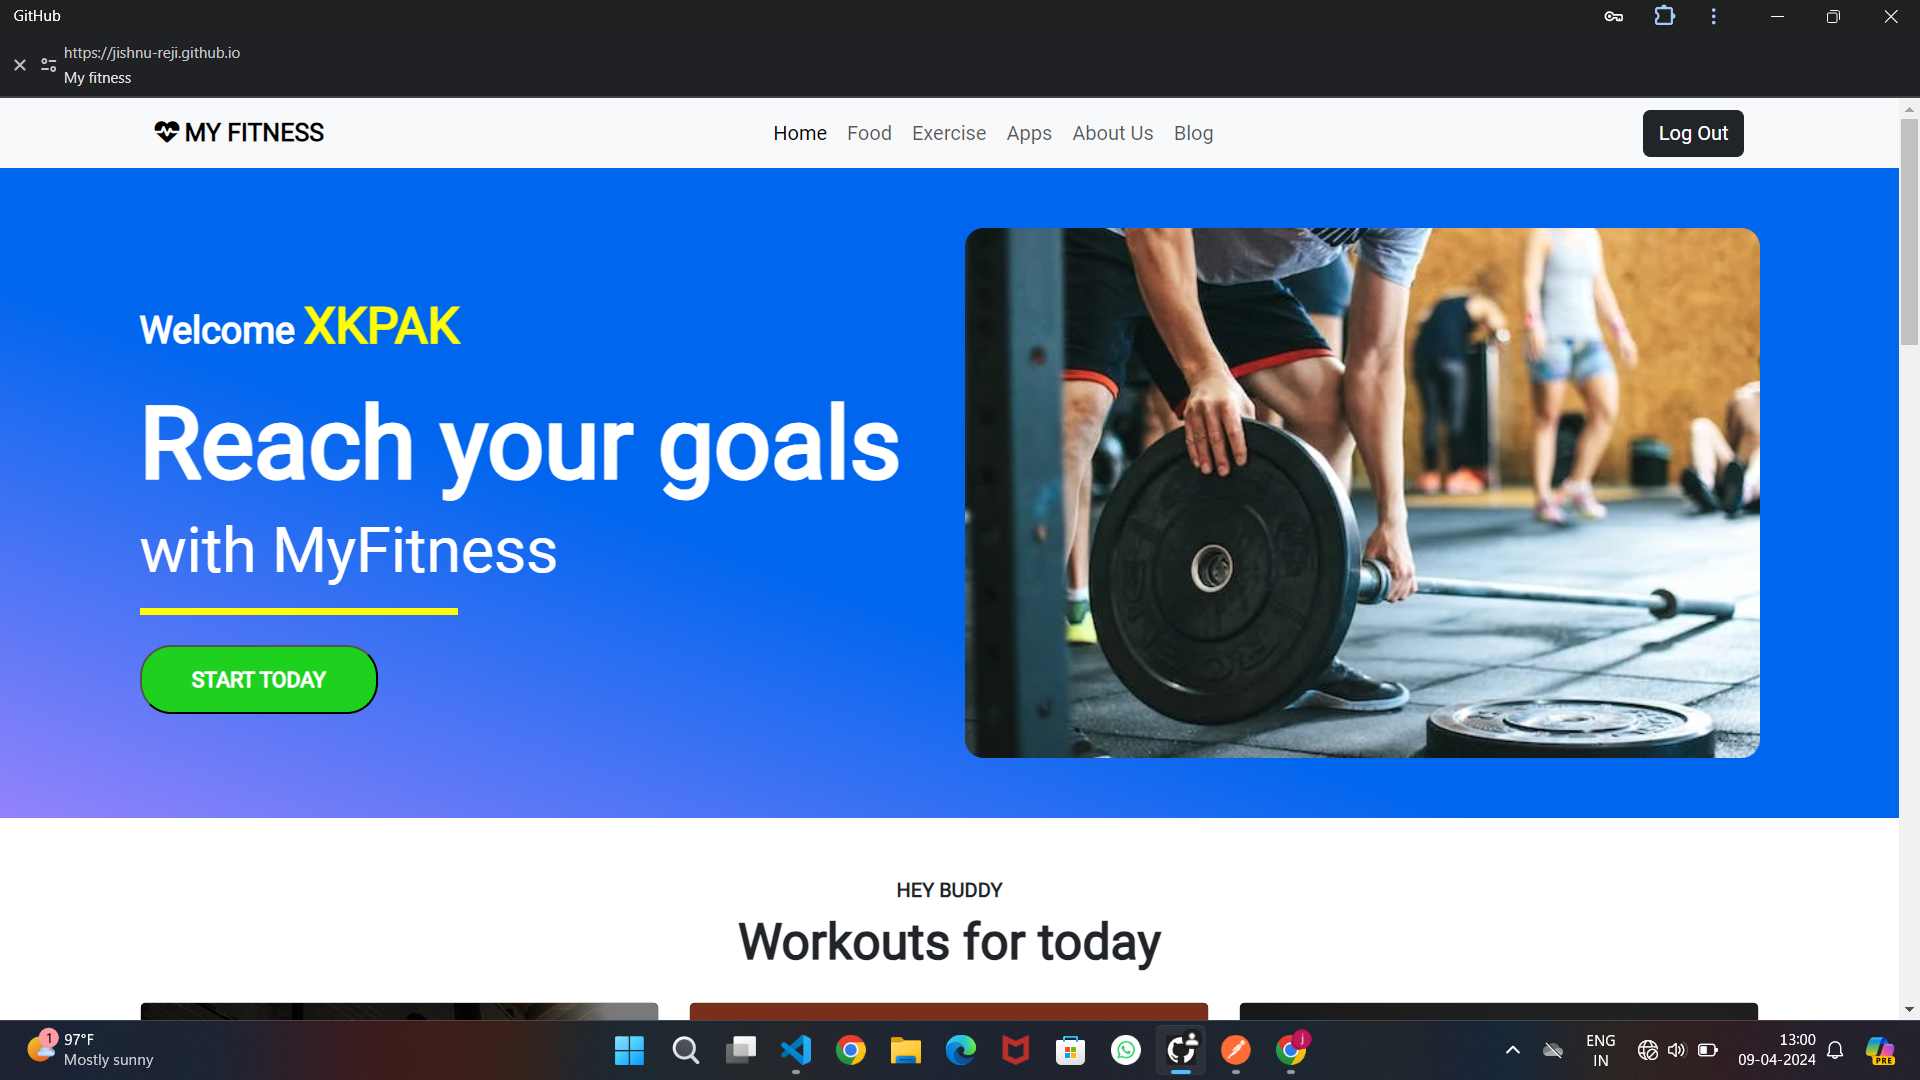 GitHub
https://jishnu-reji.github.io
My fitness
MY FITNESS
Home Food Exercise Apps About Us Blog
Log Out
Welcome XKPAK
Reach your goals
with MyFitness
START TODAY
HEY BUDDY
Workouts for today
1
97°F
Mostly sunny
j
ENG
IN
13:00
09-04-2024
PRE